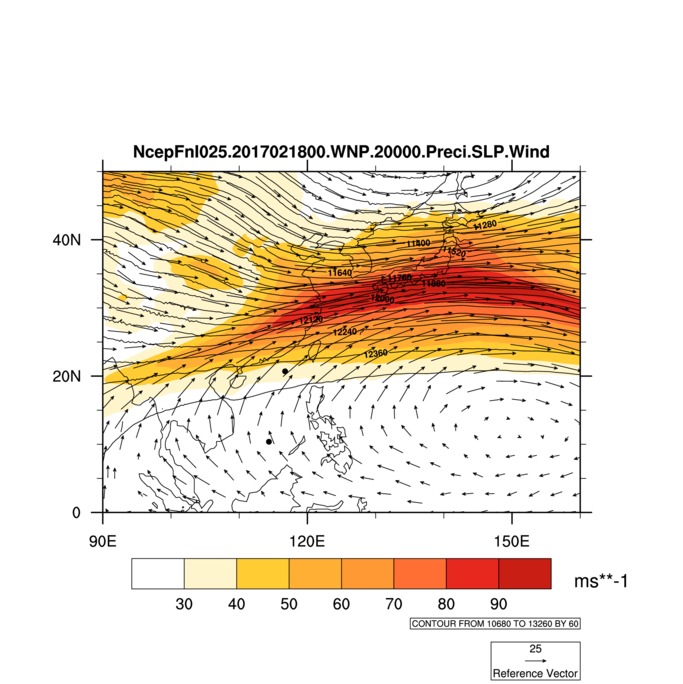 NcepFnl025.2017021800.WNP.20000.Preci.SLP.Wind
11280
40N
11400
11520
11640
11760
11880
12000
12120
12240
12360
20N
0
90E 120E 150E
ms**-1
30 40 50 60 70 80 90
CONTOUR FROM 10680 TO 13260 BY 60
25
Reference Vector